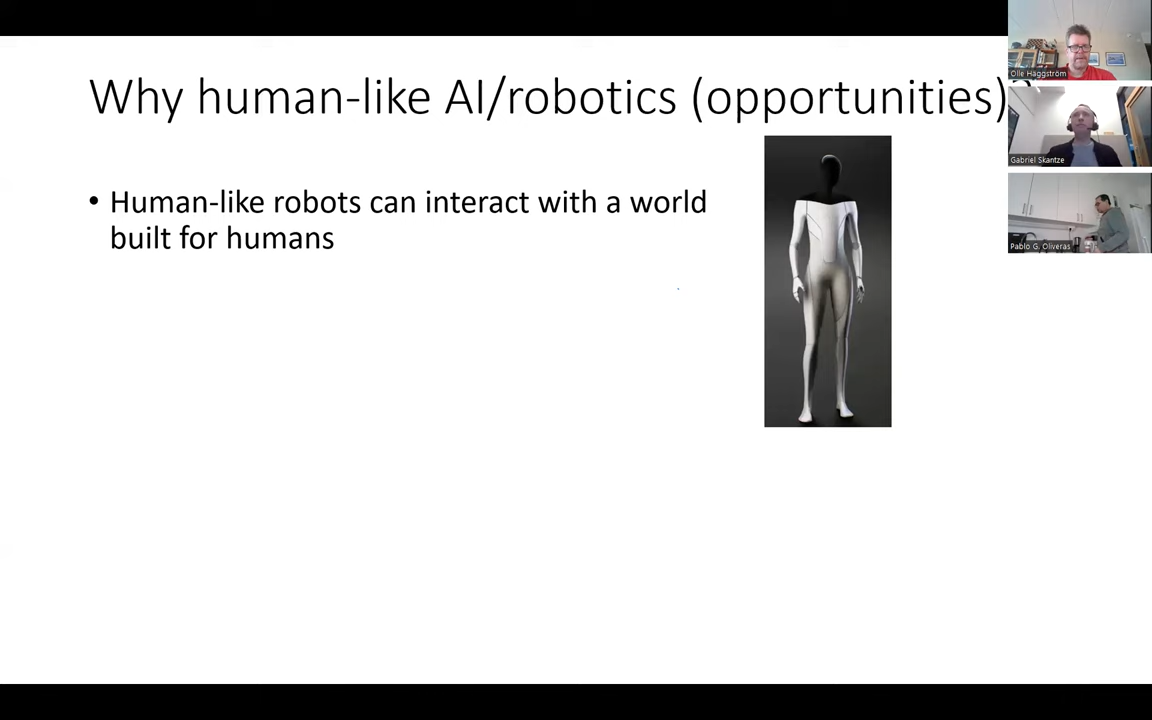 Why human-like AI/robotics (opportunities)
• Human-like robots can interact with a world
built for humans
Olle Häggström
Gabriel Skantze
Pablo G. Oliveras